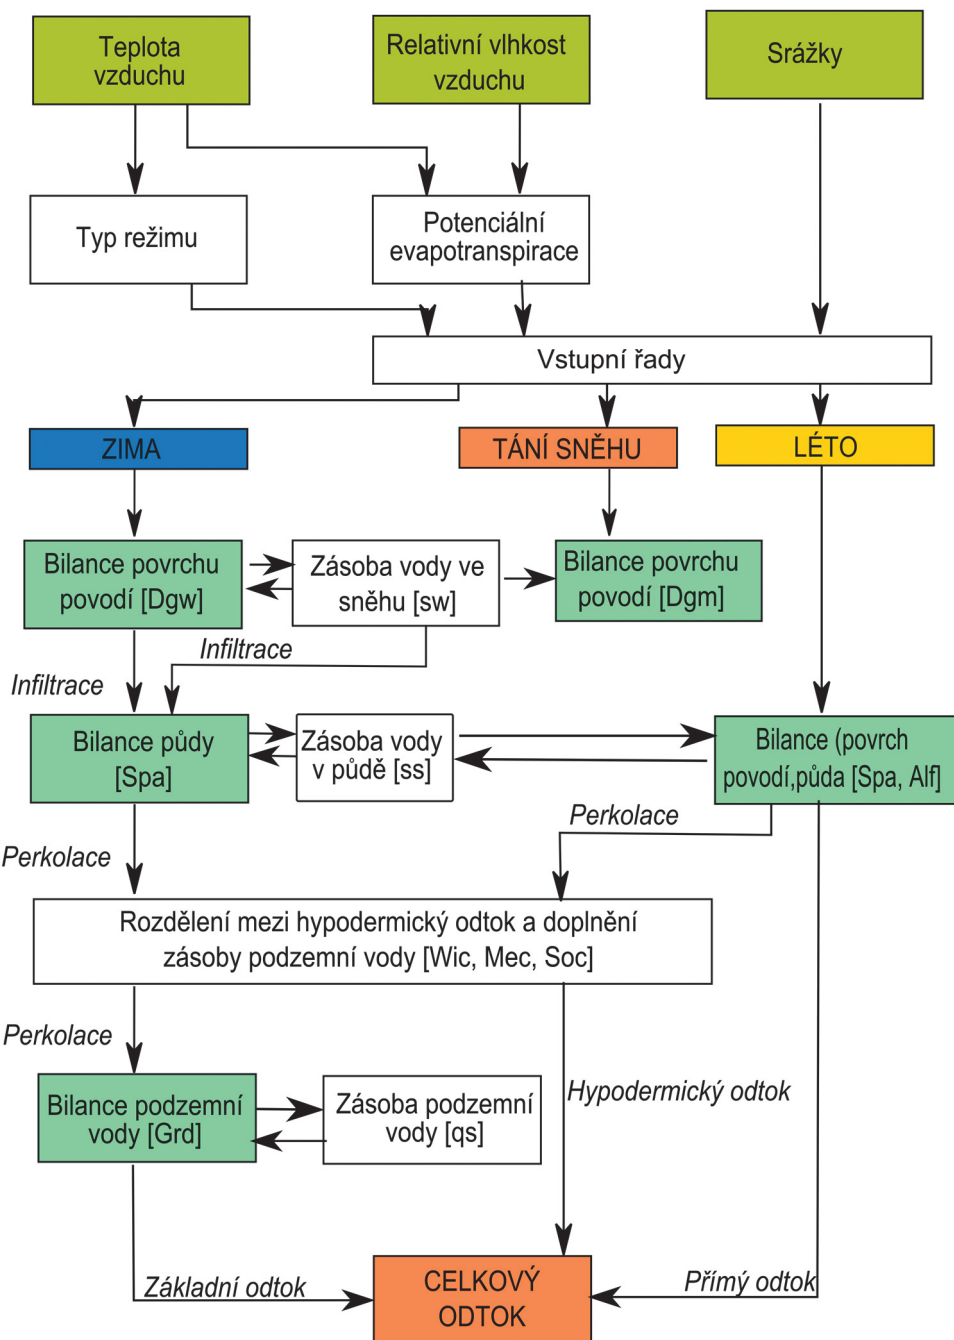 Teplota
vzduchu
Relativní vlhkost
vzduchu
Srážky
Typ režimu
Potenciální
evapotranspirace
Vstupní řady
ZIMA
TÁNÍ SNĚHU
LÉTO
Bilance povrchu
povodí [Dgw]
Zásoba vody ve
sněhu [sw]
Bilance povrchu
povodí [Dgm]
Infiltrace
Infiltrace
Bilance půdy
[Spa]
Zásoba vody
v půdě [ss]
Bilance (povrch
povodí,půda [Spa, Alf]
Perkolace
Perkolace
Rozdělení mezi hypodermický odtok a doplnění
zásoby podzemní vody [Wic, Mec, Soc]
Perkolace
Bilance podzemní
vody [Grd]
Zásoba podzemní
vody [qs]
Hypodermický odtok
Základní odtok
CELKOVÝ
ODTOK
Přímý odtok